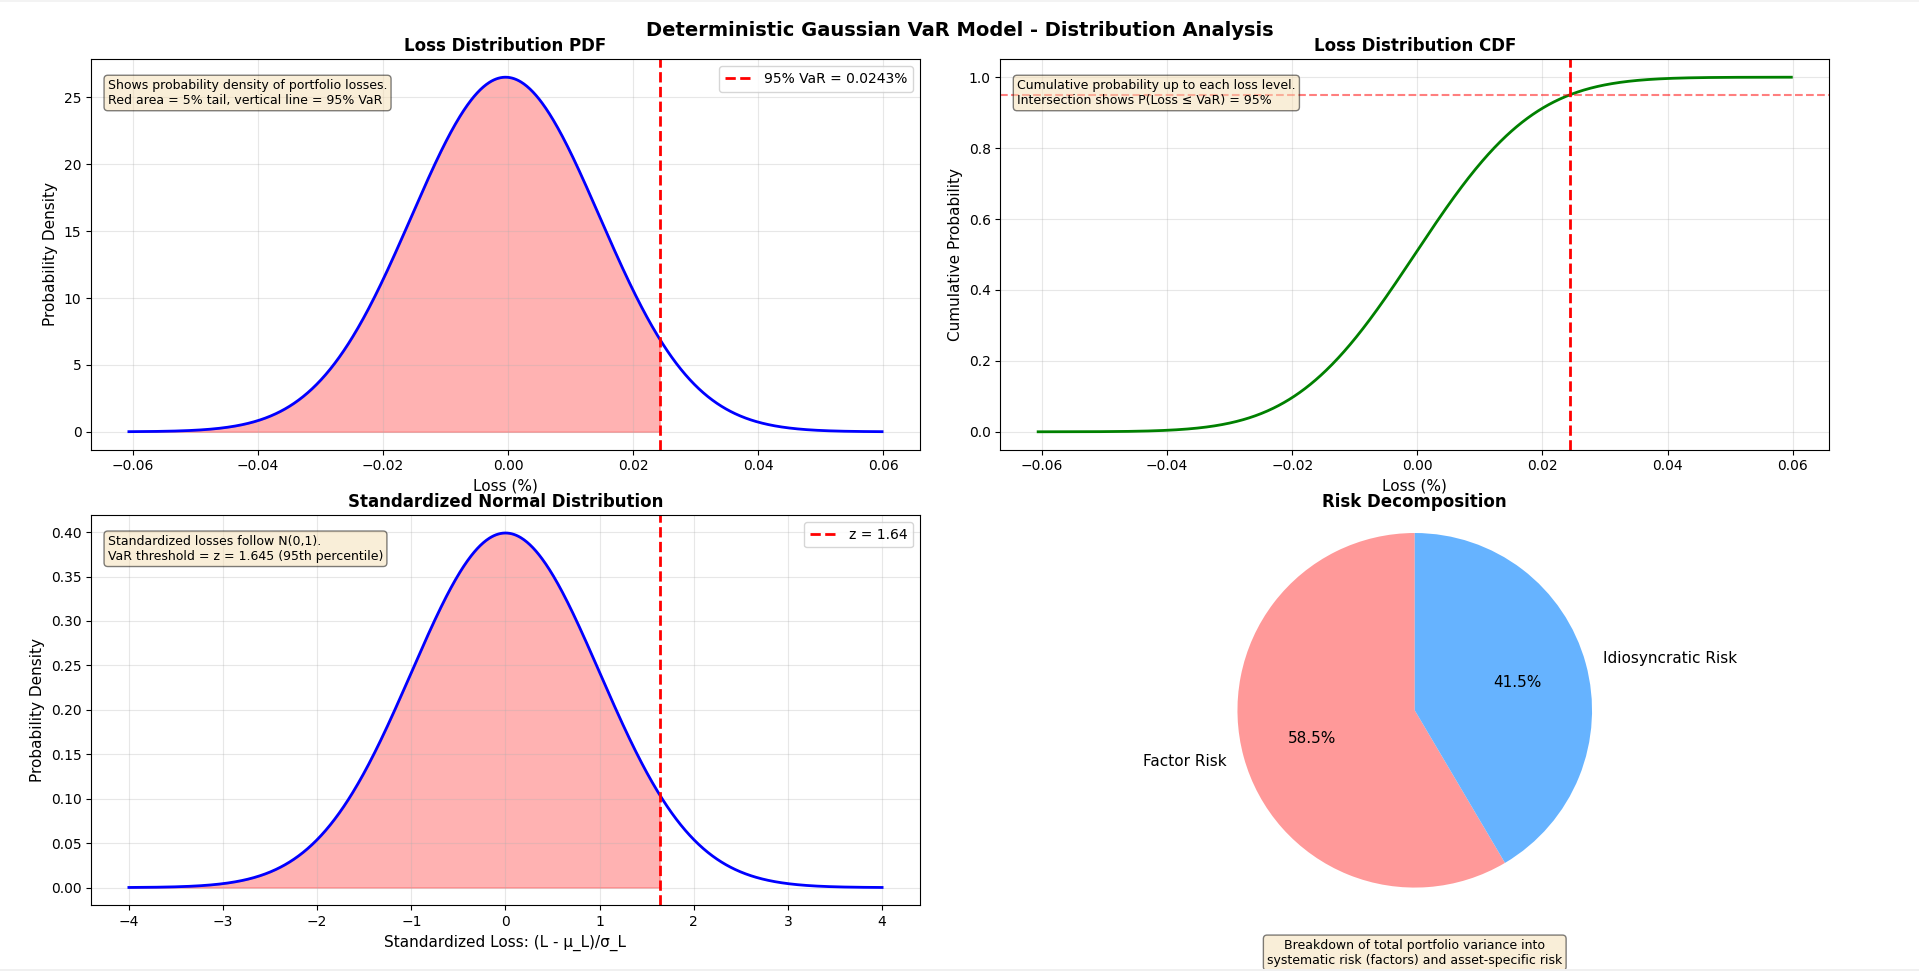 Deterministic Gaussian VaR Model - Distribution Analysis
Loss Distribution PDF
Shows probability density of portfolio losses.
Red area = 5% tail, vertical line = 95% VaR
95% VaR = 0.0243%
Probability Density
25
20
15
10
5
0
−0.06 −0.04 −0.02 0.00 0.02 0.04 0.06
Loss (%)
Loss Distribution CDF
Cumulative probability up to each loss level.
Intersection shows P(Loss ≤ VaR) = 95%
Cumulative Probability
1.0
0.8
0.6
0.4
0.2
0.0
−0.06 −0.04 −0.02 0.00 0.02 0.04 0.06
Loss (%)
Standardized Normal Distribution
Standardized losses follow N(0,1).
VaR threshold = z = 1.645 (95th percentile)
z = 1.64
Probability Density
0.40
0.35
0.30
0.25
0.20
0.15
0.10
0.05
0.00
−4 −3 −2 −1 0 1 2 3 4
Standardized Loss: (L - μ_L)/σ_L
Risk Decomposition
Idiosyncratic Risk
41.5%
58.5%
Factor Risk
Breakdown of total portfolio variance into
systematic risk (factors) and asset-specific risk